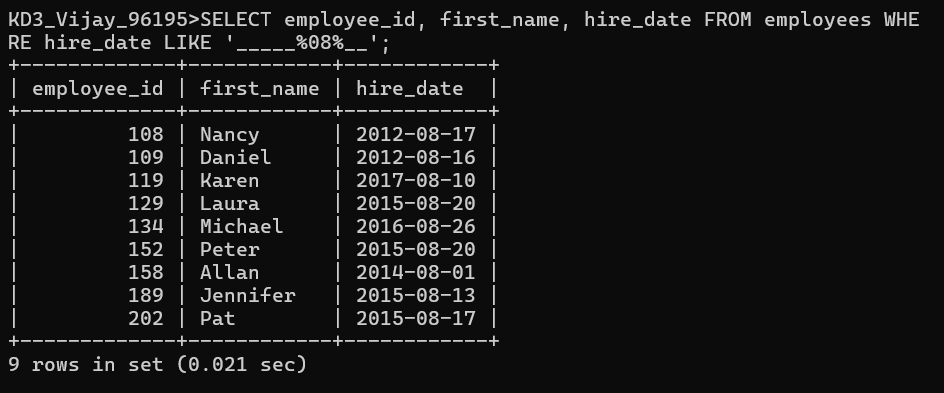 KD3_Vijay_96195>SELECT employee_id, first_name, hire_date FROM employees WHE
RE hire_date LIKE '_____%08%__';
+-------------+------------+------------+
| employee_id | first_name | hire_date  |
+-------------+------------+------------+
|         108 | Nancy      | 2012-08-17 |
|         109 | Daniel     | 2012-08-16 |
|         119 | Karen      | 2017-08-10 |
|         129 | Laura      | 2015-08-20 |
|         134 | Michael    | 2016-08-26 |
|         152 | Peter      | 2015-08-20 |
|         158 | Allan      | 2014-08-01 |
|         189 | Jennifer   | 2015-08-13 |
|         202 | Pat        | 2015-08-17 |
+-------------+------------+------------+
9 rows in set (0.021 sec)